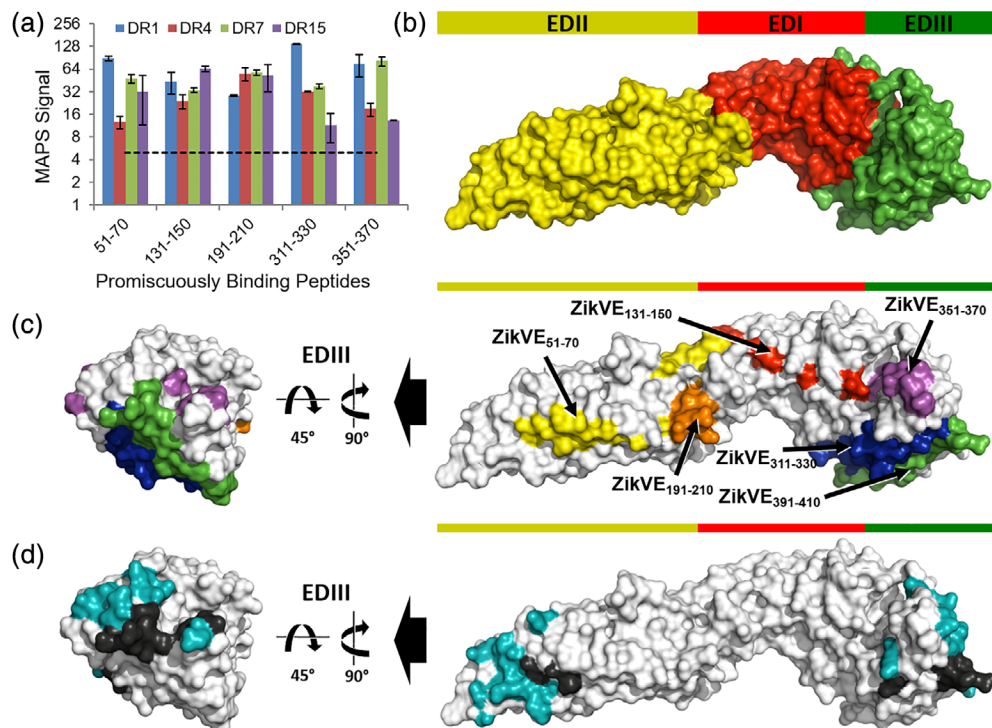 (a)
DR1 DR4 DR7 DR15
MAPS Signal
256
128
64
32
16
8
4
2
1
51-70
131-150
191-210
311-330
351-370
Promiscuously Binding Peptides
(b)
EDII EDI EDIII
(c)
EDIII
45° 90°
ZikVE51-70
ZikVE131-150
ZikVE351-370
ZikVE191-210
ZikVE311-330
ZikVE391-410
(d)
EDIII
45° 90°